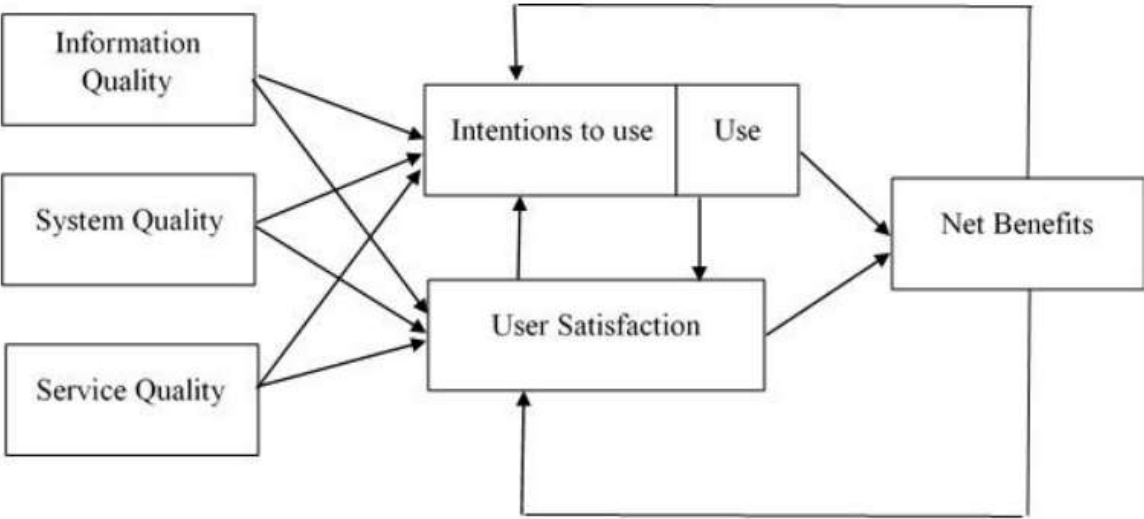 Information
Quality
Intentions to use
Use
System Quality
Net Benefits
User Satisfaction
Service Quality